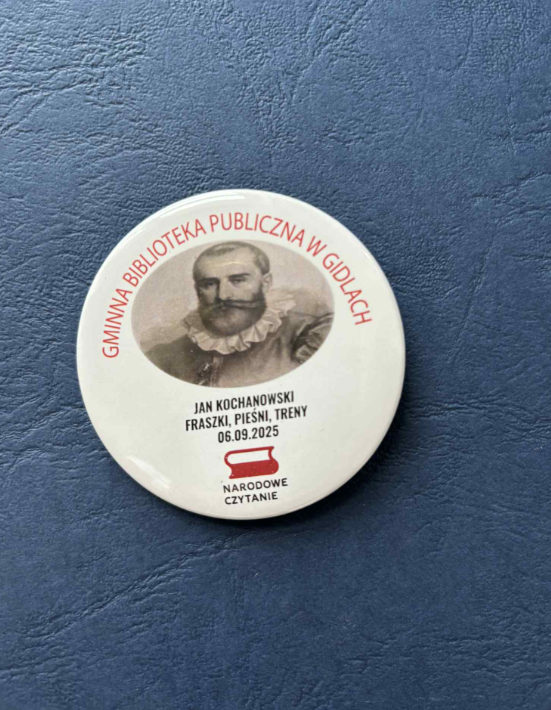 GMINNA BIBLIOTEKA PUBLICZNA W GIDLACH
JAN KOCHANOWSKI
FRASZKI, PIEŚNI, TRENY
06.09.2025
NARODOWE
CZYTANIE